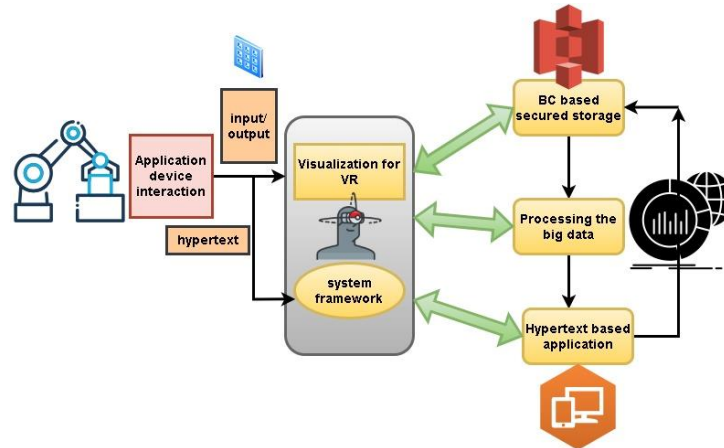 input/
output
Application
device
interaction
hypertext
Visualization for
VR
system
framework
BC based
secured storage
Processing the
big data
Hypertext based
application